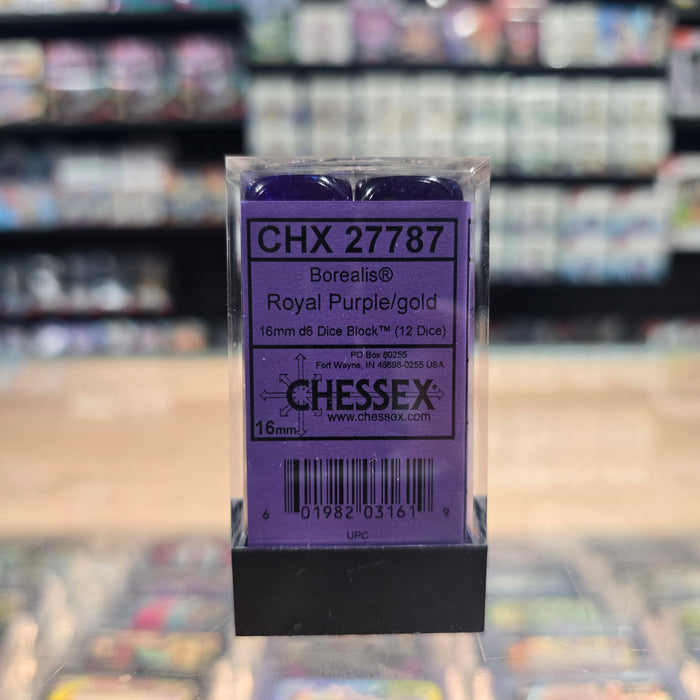 CHX 27787
Borealis®
Royal Purple/gold
16mm d6 Dice Block™ (12 Dice)
PO Box 80255
Fort Wayne, IN 46898-0255 USA
CHESSEX®
www.chessex.com
16mm
6 01982 03161 9
UPC